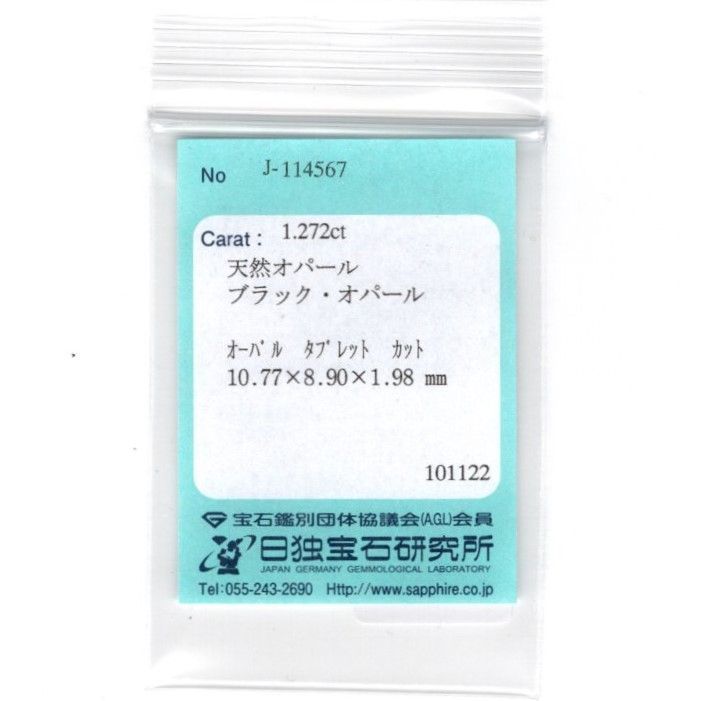 No J-114567
Carat: 1.272ct
天然オパール
ブラック・オパール
ｵｰﾊﾞﾙ ﾀﾌﾞﾚｯﾄ ｶｯﾄ
10.77×8.90×1.98 mm
101122
宝石鑑別団体協議会(AGL)会員
日独宝石研究所
JAPAN GERMANY GEMMOLOGICAL LABORATORY
Tel:055-243-2690 Http://www.sapphire.co.jp